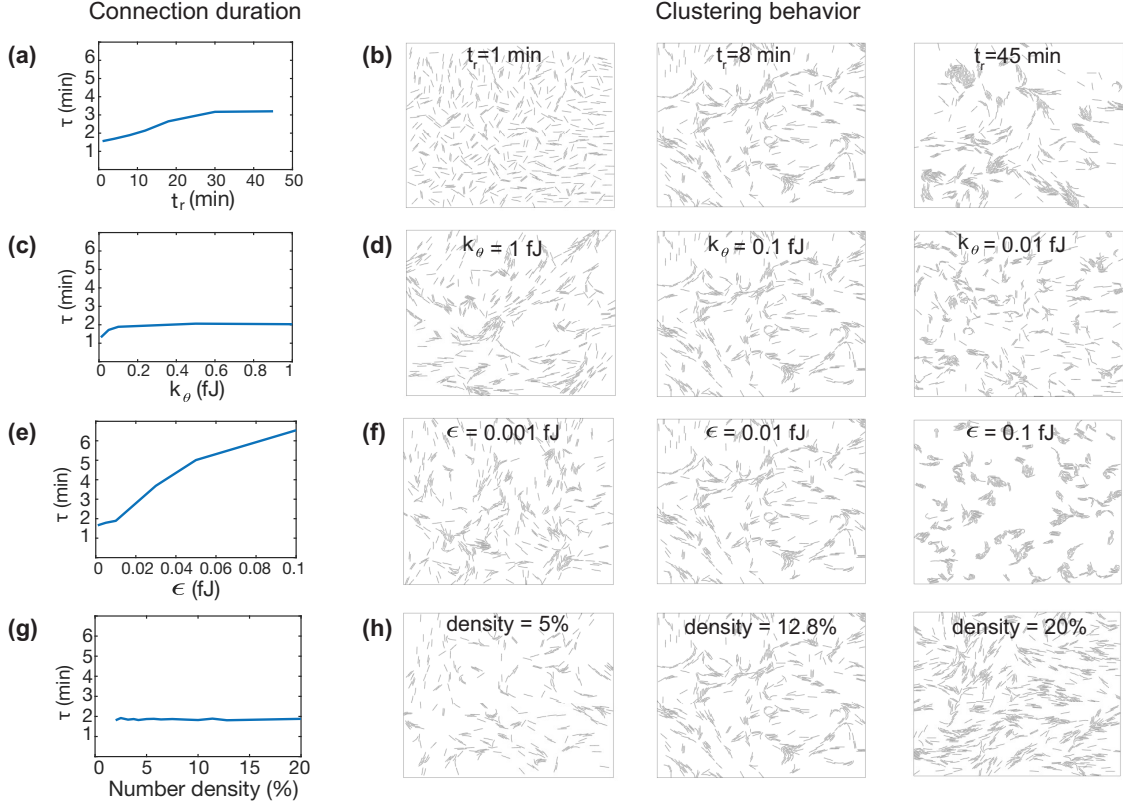 Connection duration
Clustering behavior
(a)
τ (min)
6
5
4
3
2
1
0 10 20 30 40 50
t_r (min)
(b)
t_r=1 min
t_r=8 min
t_r=45 min
(c)
τ (min)
6
5
4
3
2
1
0 0.2 0.4 0.6 0.8 1
k_θ (fJ)
(d)
k_θ = 1 fJ
k_θ = 0.1 fJ
k_θ = 0.01 fJ
(e)
τ (min)
6
5
4
3
2
1
0 0.02 0.04 0.06 0.08 0.1
ϵ (fJ)
(f)
ϵ = 0.001 fJ
ϵ = 0.01 fJ
ϵ = 0.1 fJ
(g)
τ (min)
6
5
4
3
2
1
0 5 10 15 20
Number density (%)
(h)
density = 5%
density = 12.8%
density = 20%